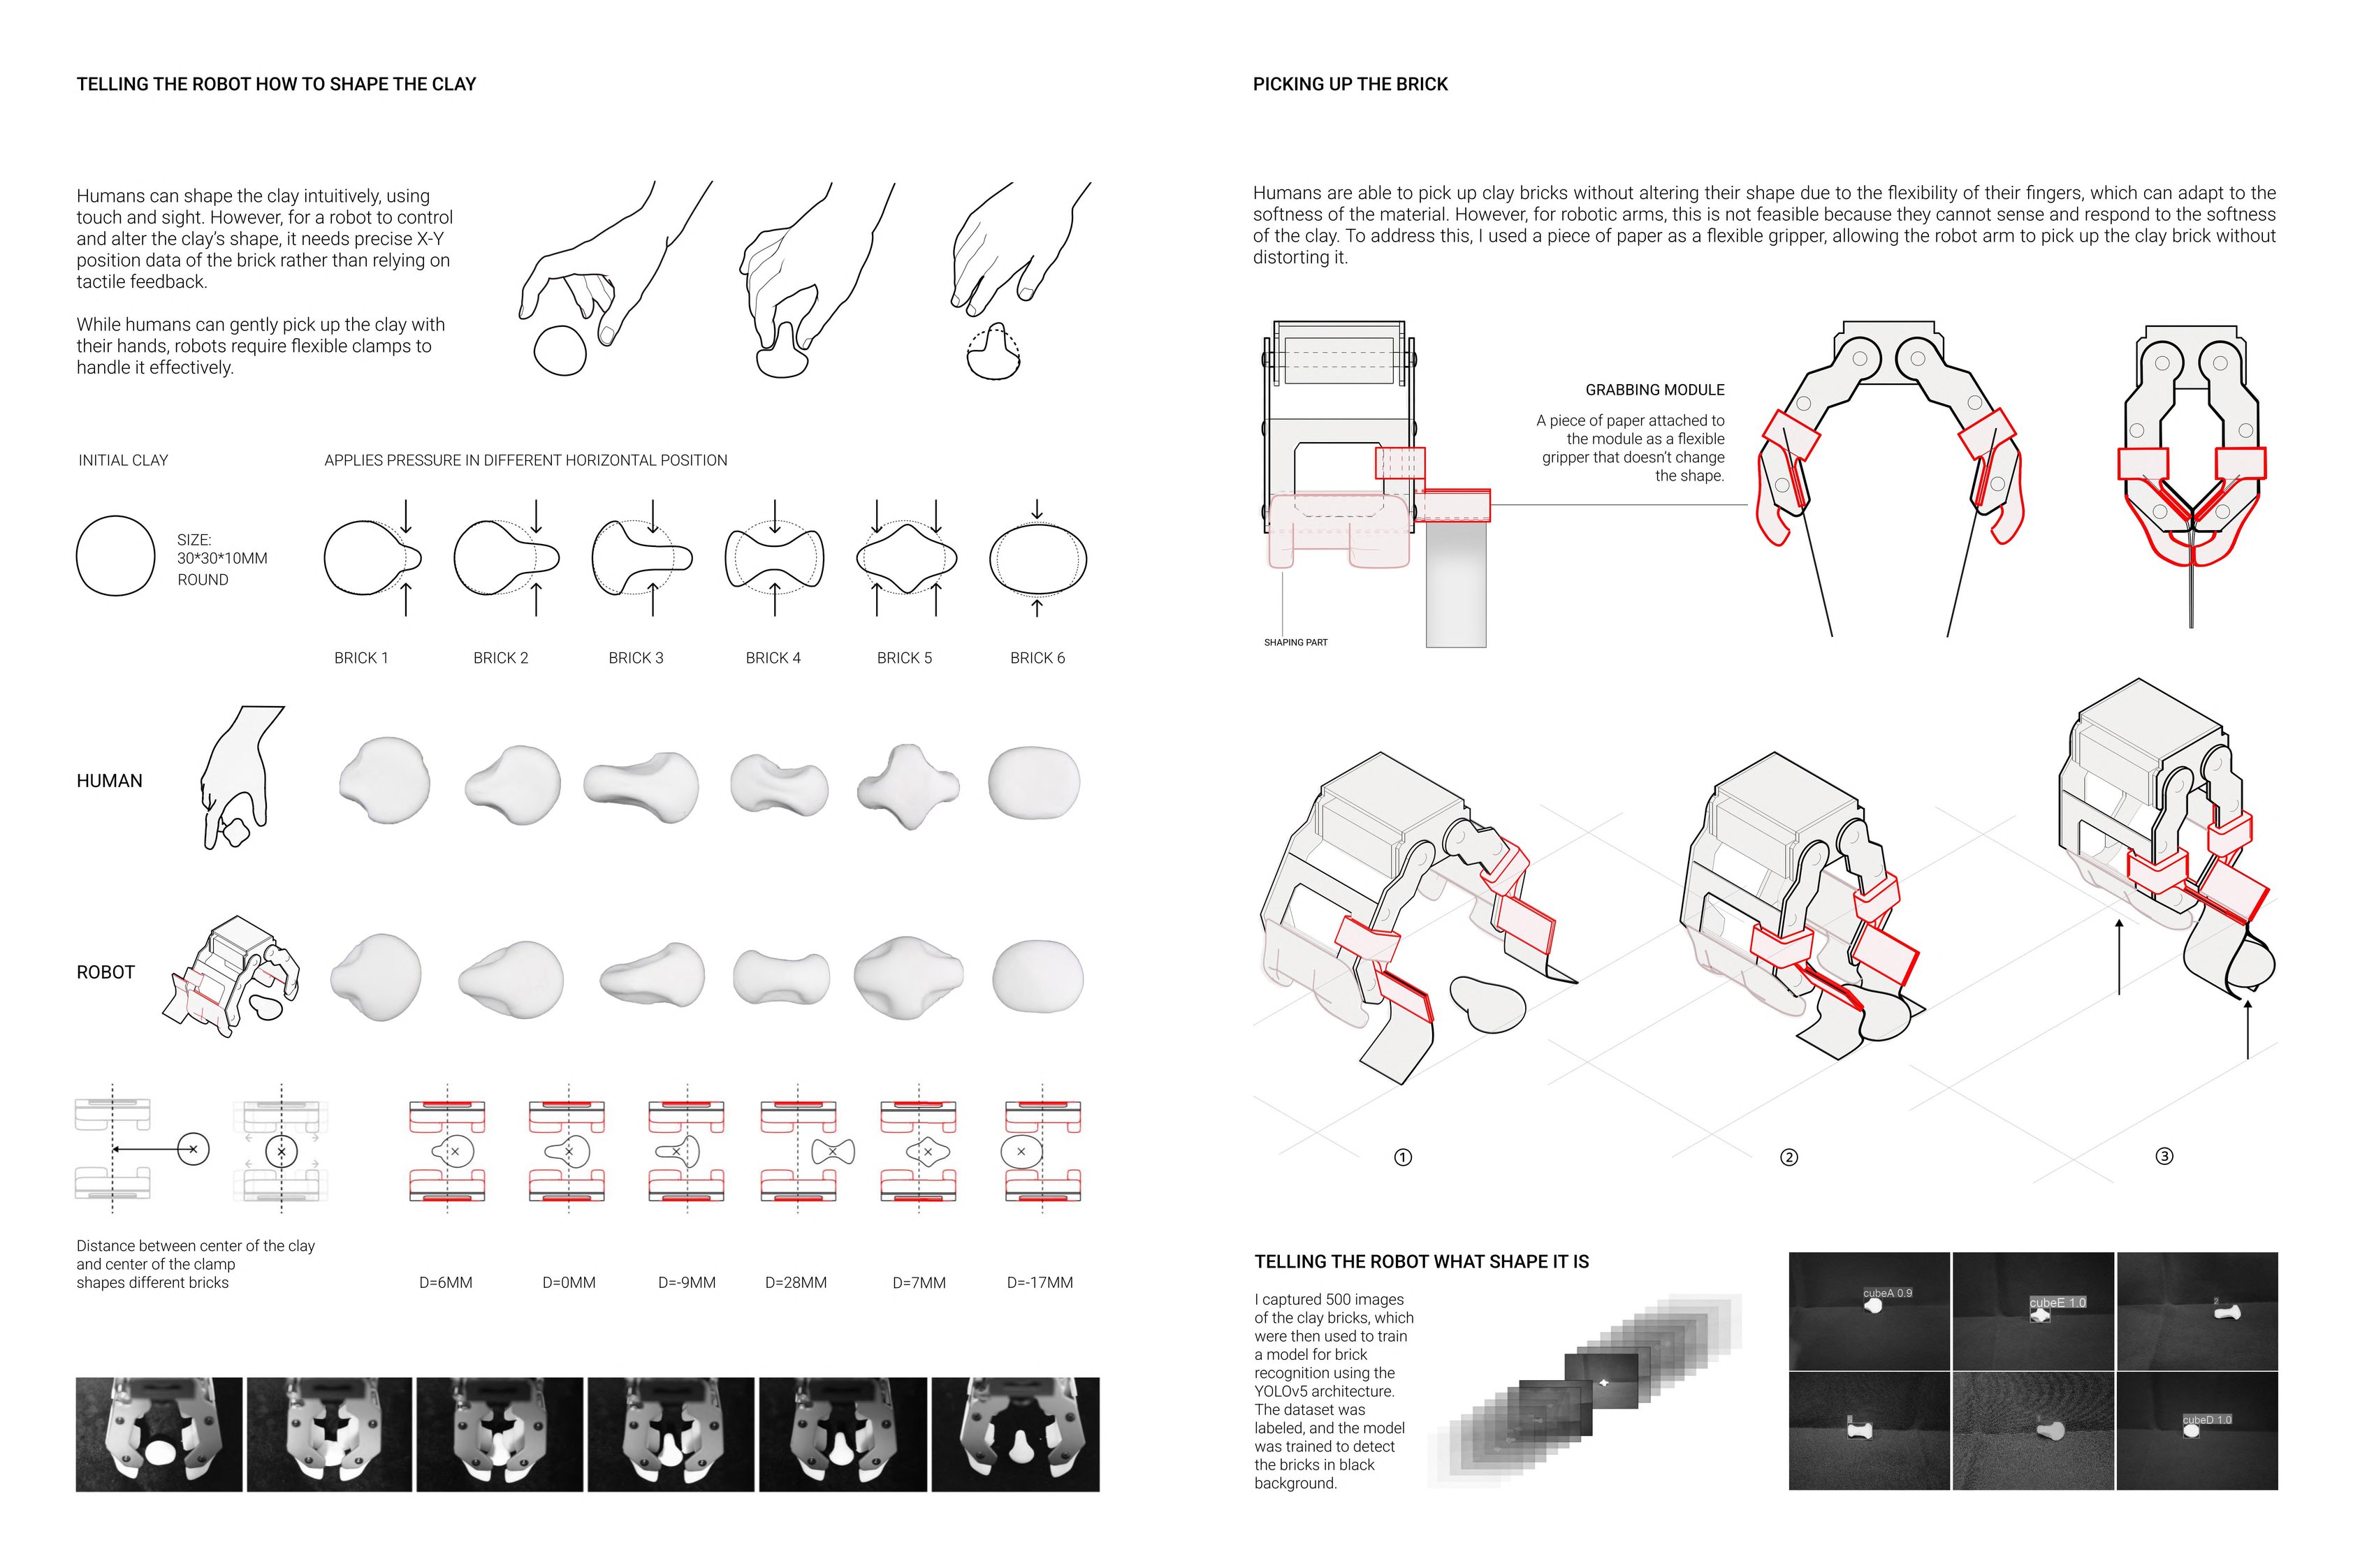 TELLING THE ROBOT HOW TO SHAPE THE CLAY
Humans can shape the clay intuitively, using
touch and sight. However, for a robot to control
and alter the clay's shape, it needs precise X-Y
position data of the brick rather than relying on
tactile feedback.
While humans can gently pick up the clay with
their hands, robots require flexible clamps to
handle it effectively.
INITIAL CLAY
APPLIES PRESSURE IN DIFFERENT HORIZONTAL POSITION
SIZE:
30*30*10MM
ROUND
BRICK 1
BRICK 2
BRICK 3
BRICK 4
BRICK 5
BRICK 6
HUMAN
ROBOT
Distance between center of the clay
and center of the clamp
shapes different bricks
D=6MM
D=0MM
D=-9MM
D=28MM
D=7MM
D=-17MM
PICKING UP THE BRICK
Humans are able to pick up clay bricks without altering their shape due to the flexibility of their fingers, which can adapt to the
softness of the material. However, for robotic arms, this is not feasible because they cannot sense and respond to the softness
of the clay. To address this, I used a piece of paper as a flexible gripper, allowing the robot arm to pick up the clay brick without
distorting it.
GRABBING MODULE
A piece of paper attached to
the module as a flexible
gripper that doesn't change
the shape.
SHAPING PART
①
②
③
TELLING THE ROBOT WHAT SHAPE IT IS
I captured 500 images
of the clay bricks, which
were then used to train
a model for brick
recognition using the
YOLOv5 architecture.
The dataset was
labeled, and the model
was trained to detect
the bricks in black
background.
cubeA 0.9
cubeE 1.0
cubeD 1.0